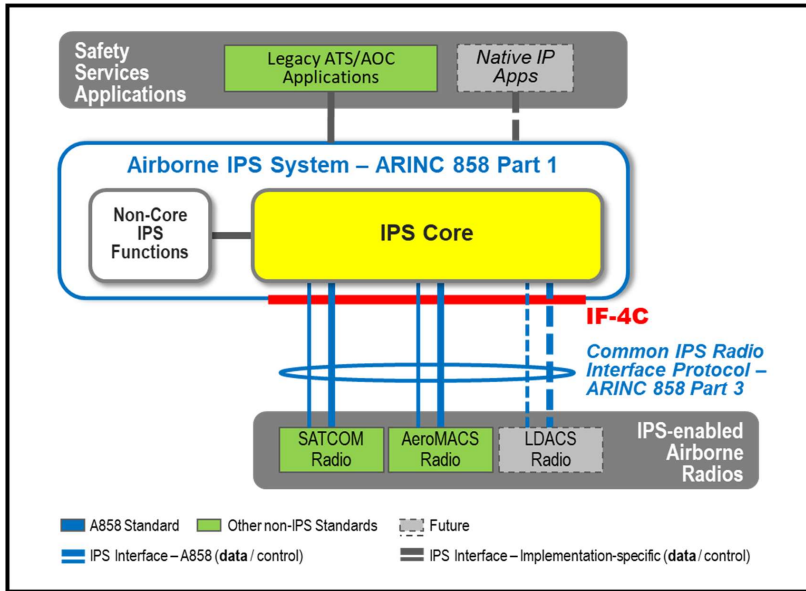 Safety
Services
Applications
Legacy ATS/AOC
Applications
Native IP
Apps
Airborne IPS System – ARINC 858 Part 1
Non-Core
IPS
Functions
IPS Core
IF-4C
Common IPS Radio
Interface Protocol –
ARINC 858 Part 3
SATCOM
Radio
AeroMACS
Radio
LDACS
Radio
IPS-enabled
Airborne
Radios
A858 Standard
Other non-IPS Standards
Future
IPS Interface – A858 (data / control)
IPS Interface – Implementation-specific (data / control)